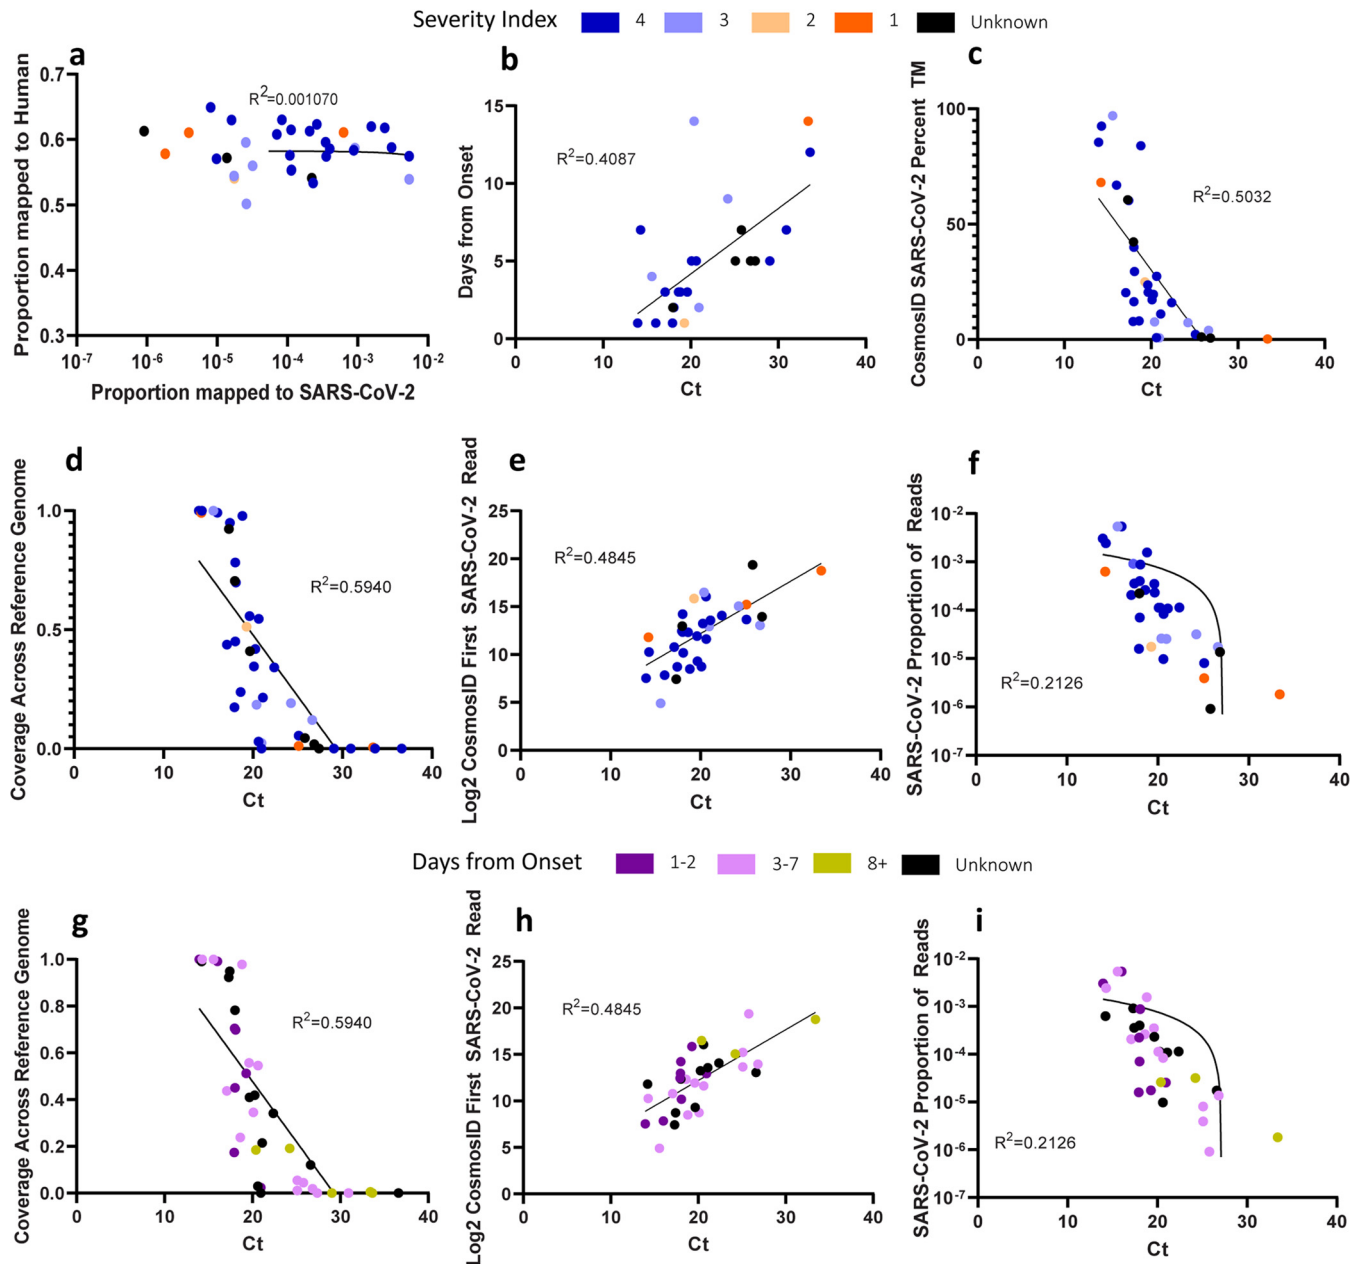 Severity Index 4 3 2 1 Unknown
a
Proportion mapped to Human
0.7
0.6
0.5
0.4
0.3
R2=0.001070
10-7 10-6 10-5 10-4 10-3 10-2
Proportion mapped to SARS-CoV-2
b
Days from Onset
15
10
5
0
R2=0.4087
0 10 20 30 40
Ct
c
CosmosID SARS-CoV-2 Percent TM
100
50
0
R2=0.5032
0 10 20 30 40
Ct
d
Coverage Across Reference Genome
1.0
0.5
0.0
R2=0.5940
0 10 20 30 40
Ct
e
Log2 CosmosID First SARS-CoV-2 Read
25
20
15
10
5
0
R2=0.4845
0 10 20 30 40
Ct
f
SARS-CoV-2 Proportion of Reads
10-2
10-3
10-4
10-5
10-6
10-7
R2=0.2126
0 10 20 30 40
Ct
Days from Onset 1-2 3-7 8+ Unknown
g
Coverage Across Reference Genome
1.0
0.8
0.6
0.4
0.2
0.0
R2=0.5940
0 10 20 30 40
Ct
h
Log2 CosmosID First SARS-CoV-2 Read
25
20
15
10
5
0
R2=0.4845
0 10 20 30 40
Ct
i
SARS-CoV-2 Proportion of Reads
10-2
10-3
10-4
10-5
10-6
10-7
R2=0.2126
0 10 20 30 40
Ct